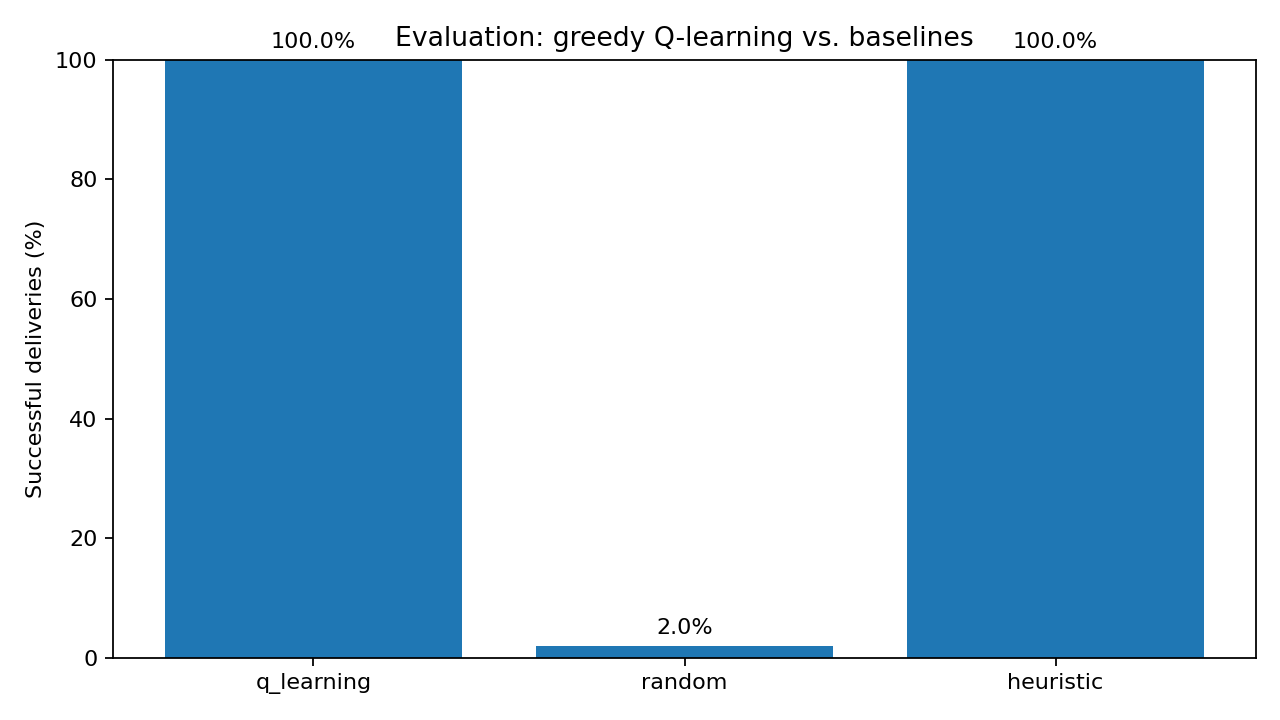 Evaluation: greedy Q-learning vs. baselines
100.0%
100.0%
2.0%
Successful deliveries (%)
100
80
60
40
20
0
q_learning
random
heuristic